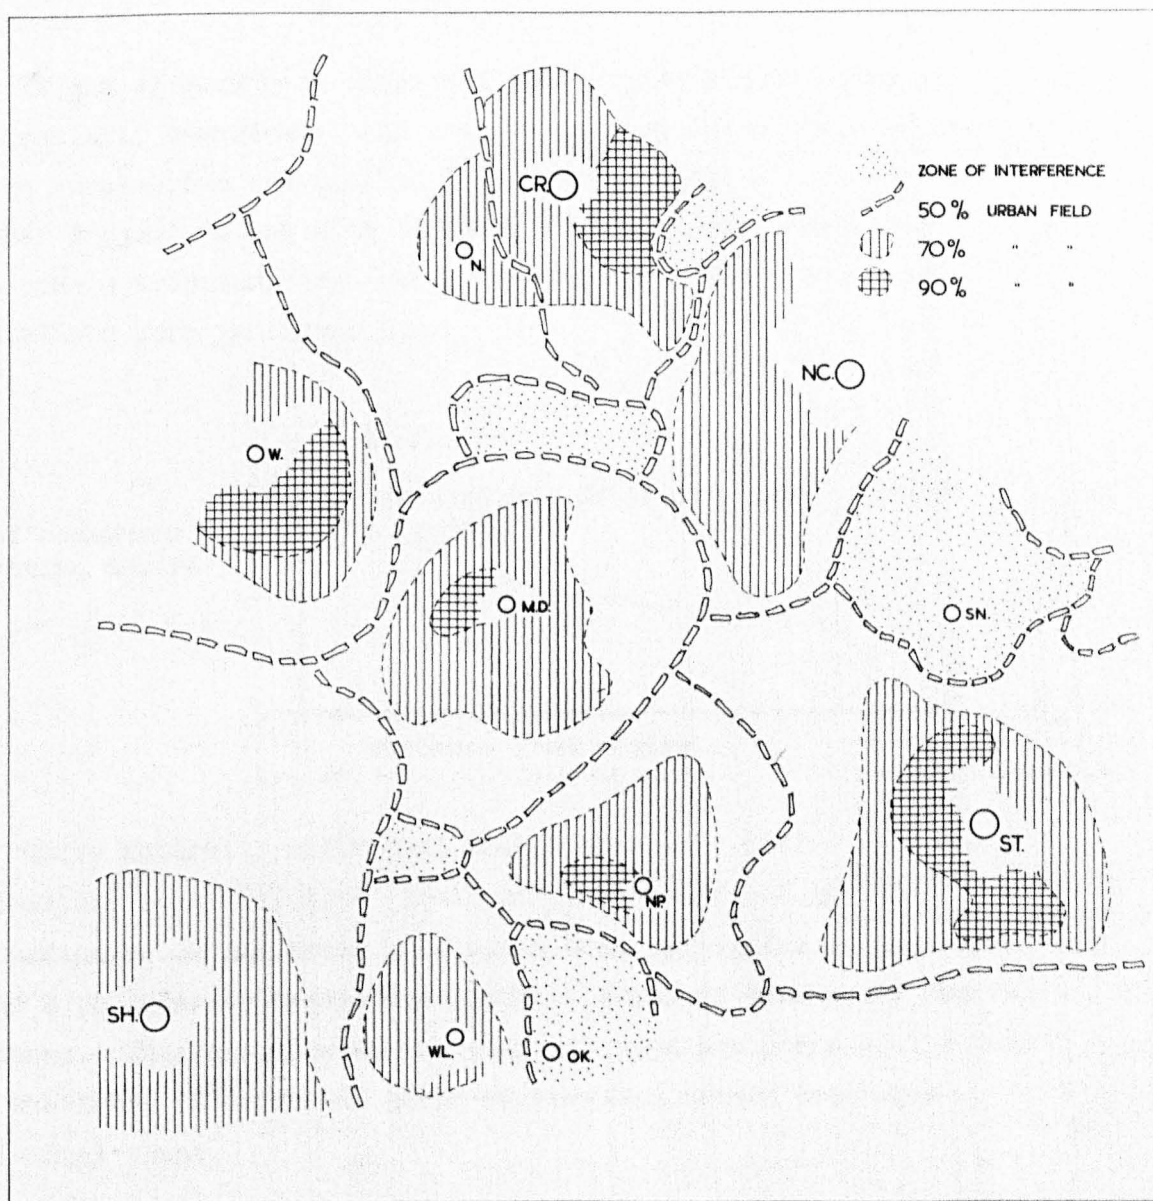 ZONE OF INTERFERENCE
50% URBAN FIELD
70% " "
90% " "
CR.
N.
NC.
W.
M.D.
SN.
ST.
NP.
SH.
WL.
OK.